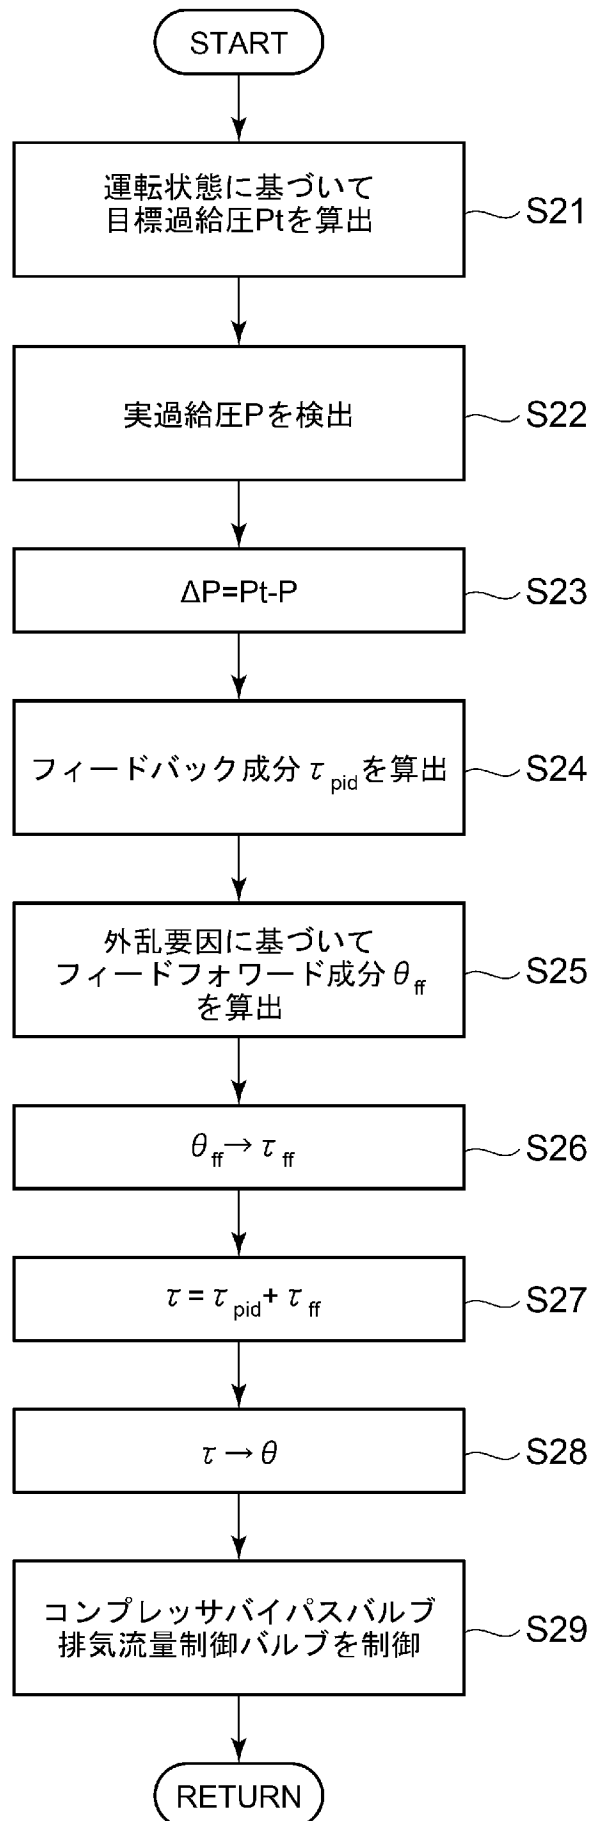 START
運転状態に基づいて
目標過給圧Ptを算出
S21
実過給圧Pを検出
S22
ΔP=Pt-P
S23
フィードバック成分τpidを算出
S24
外乱要因に基づいて
フィードフォワード成分θff
を算出
S25
θff→τff
S26
τ=τpid+τff
S27
τ→θ
S28
コンプレッサバイパスバルブ
排気流量制御バルブを制御
S29
RETURN